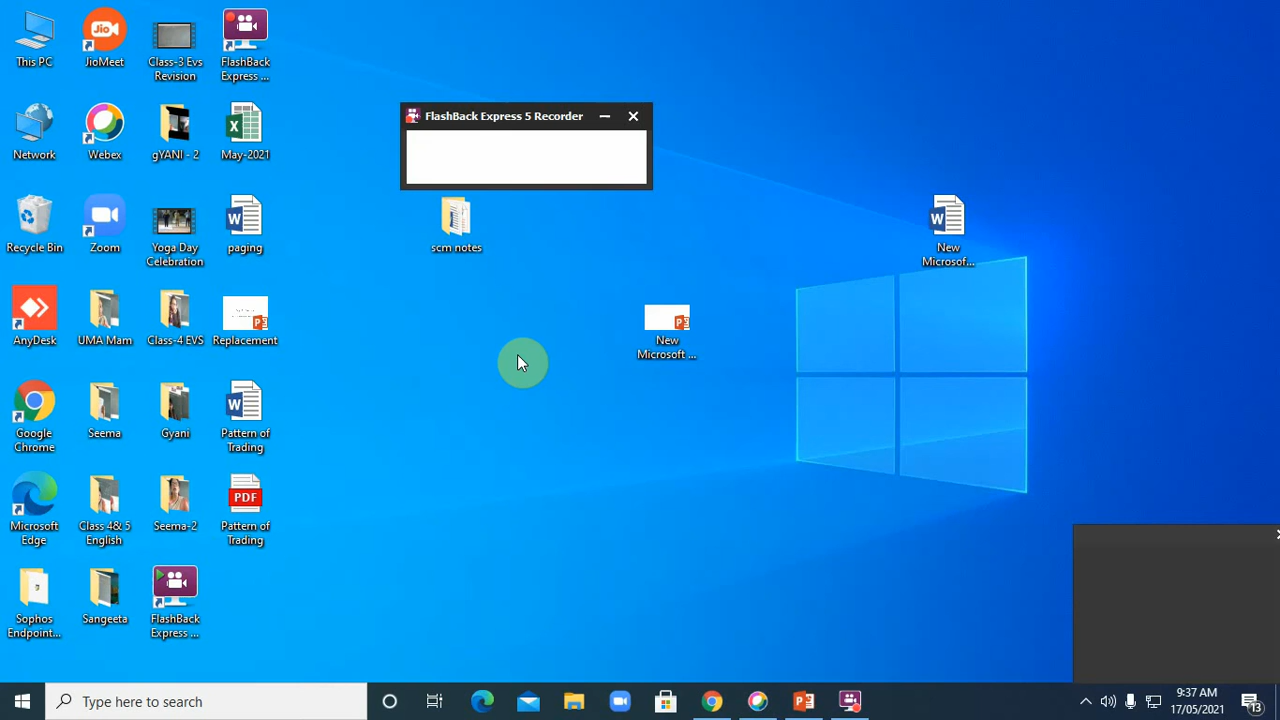 This PC
JioMeet
Class-3 Evs
Revision
FlashBack
Express ...
FlashBack Express 5 Recorder
Network
Webex
gYANI - 2
May-2021
Recycle Bin
Zoom
Yoga Day
Celebration
paging
scm notes
New
Microsof...
AnyDesk
UMA Mam
Class-4 EVS
Replacement
New
Microsoft ...
Google
Chrome
Seema
Gyani
Pattern of
Trading
Microsoft
Edge
Class 4& 5
English
Seema-2
PDF
Pattern of
Trading
Sophos
Endpoint...
Sangeeta
FlashBack
Express ...
Type here to search
9:37 AM
17/05/2021
13